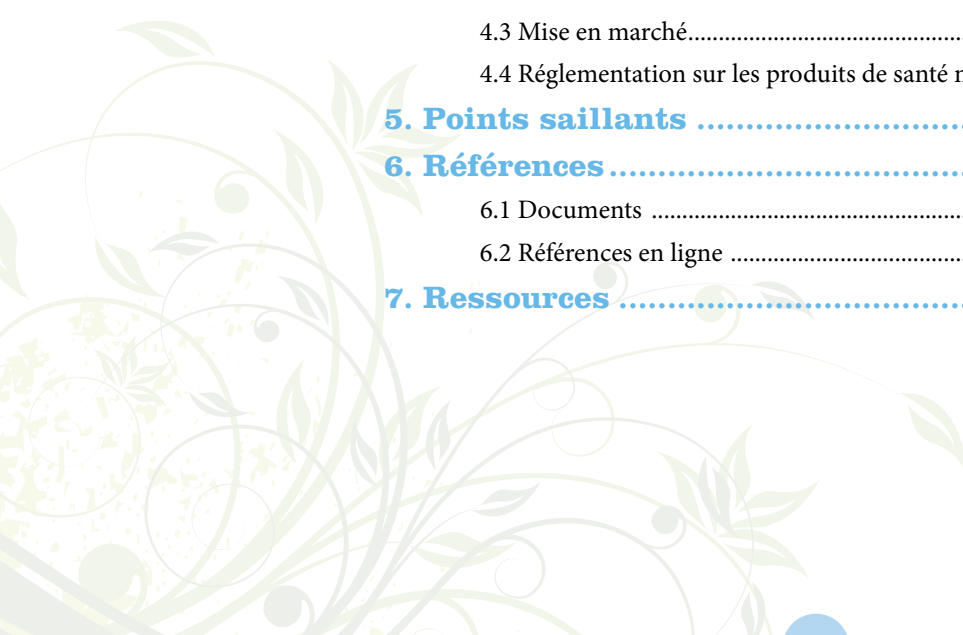 4.3 Mise en marché............................................
4.4 Réglementation sur les produits de santé
5. Points saillants ...........................
6. Références....................................
6.1 Documents ..................................................
6.2 Références en ligne .....................................
7. Ressources ...................................